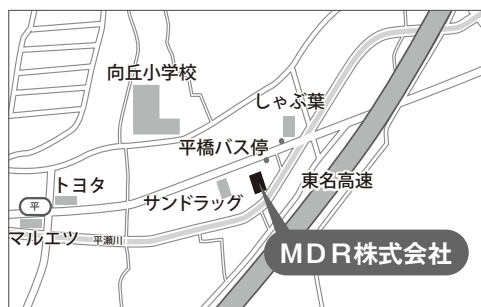 向丘小学校
しゃぶ葉
平橋バス停
トヨタ
平
サンドラッグ
東名高速
マルエツ
平瀬川
MDR株式会社